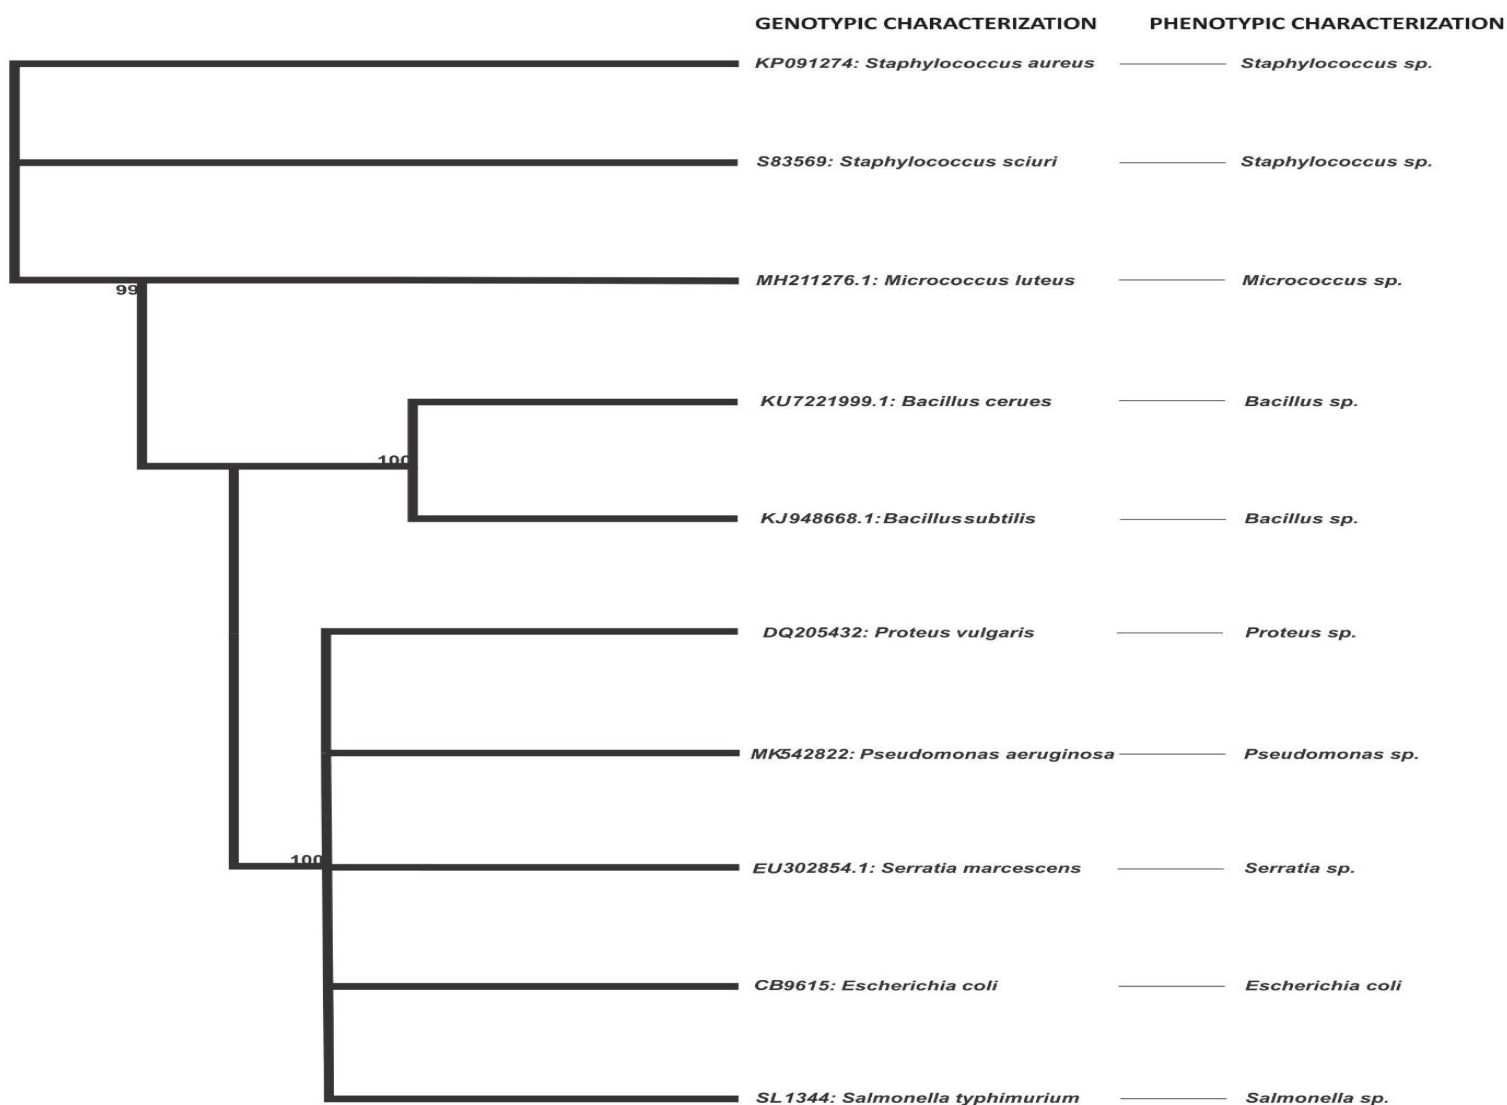 GENOTYPIC CHARACTERIZATION PHENOTYPIC CHARACTERIZATION
KP091274: Staphylococcus aureus Staphylococcus sp.
S83569: Staphylococcus sciuri Staphylococcus sp.
MH211276.1: Micrococcus luteus Micrococcus sp.
99
KU7221999.1: Bacillus cerues Bacillus sp.
100
KJ948668.1: Bacillus subtilis Bacillus sp.
DQ205432: Proteus vulgaris Proteus sp.
MK542822: Pseudomonas aeruginosa Pseudomonas sp.
100
EU302854.1: Serratia marcescens Serratia sp.
CB9615: Escherichia coli Escherichia coli
SL1344: Salmonella typhimurium Salmonella sp.